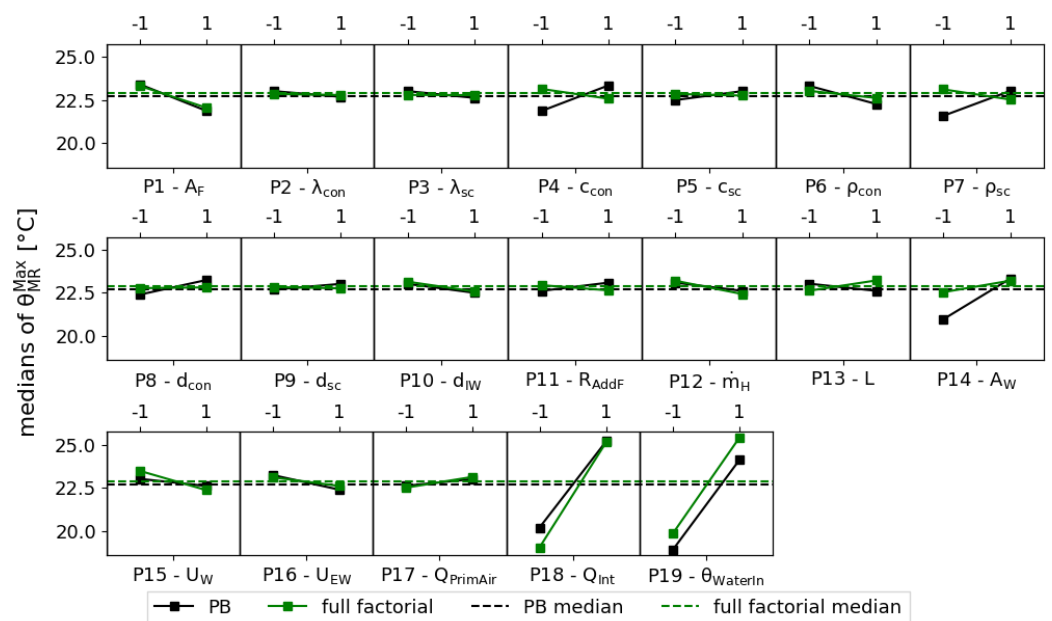 -1 1 -1 1 -1 1 -1 1 -1 1 -1 1 -1 1
25.0
22.5
20.0
P1 - A_F P2 - λ_con P3 - λ_sc P4 - c_con P5 - c_sc P6 - ρ_con P7 - ρ_sc
medians of θ_MR^Max [°C]
-1 1 -1 1 -1 1 -1 1 -1 1 -1 1 -1 1
25.0
22.5
20.0
P8 - d_con P9 - d_sc P10 - d_IW P11 - R_AddF P12 - ṁ_H P13 - L P14 - A_W
-1 1 -1 1 -1 1 -1 1 -1 1
25.0
22.5
20.0
P15 - U_W P16 - U_EW P17 - Q_PrimAir P18 - Q_Int P19 - θ_WaterIn
PB full factorial PB median full factorial median